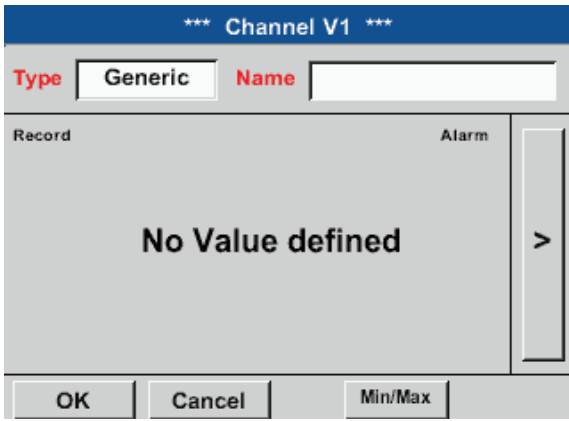 *** Channel V1 ***
Type Generic Name
Record Alarm
No Value defined
>
OK Cancel Min/Max